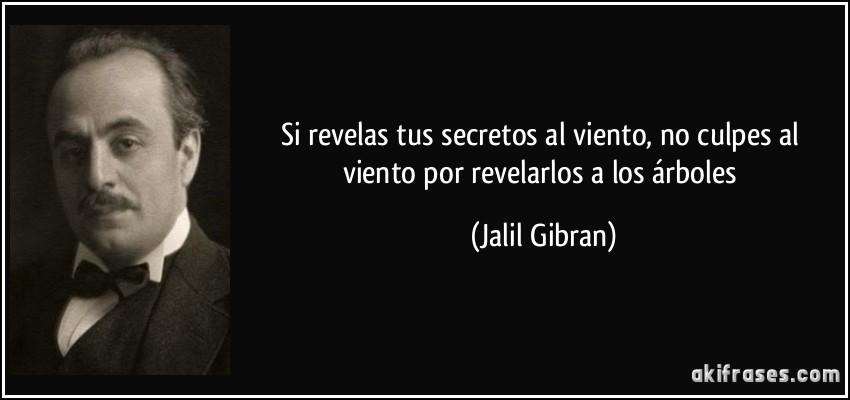 Si revelas tus secretos al viento, no culpes al
viento por revelarlos a los árboles
(Jalil Gibran)
akifrases.com